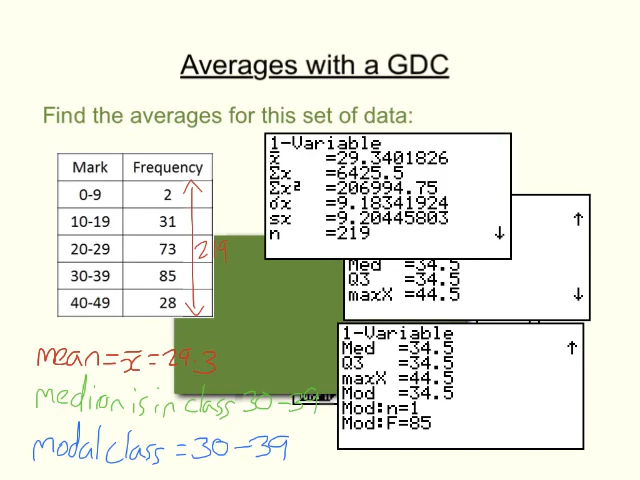 Averages with a GDC
Find the averages for this set of data:
Mark Frequency
0-9 2
10-19 31
20-29 73
30-39 85
40-49 28
219
1-Variable
x̄ =29.3401826
Σx =6425.5
Σx² =206994.75
σx =9.18341924
sx =9.20445803
n =219 ↓
↑
Med =34.5
Q3 =34.5
maxX =44.5 ↓
1-Variable
Med =34.5 ↑
Q3 =34.5
maxX =44.5
Mod =34.5
Mod:n=1
Mod:F=85
mean = x̄ = 29.3
median is in class 30-39
modal class = 30-39